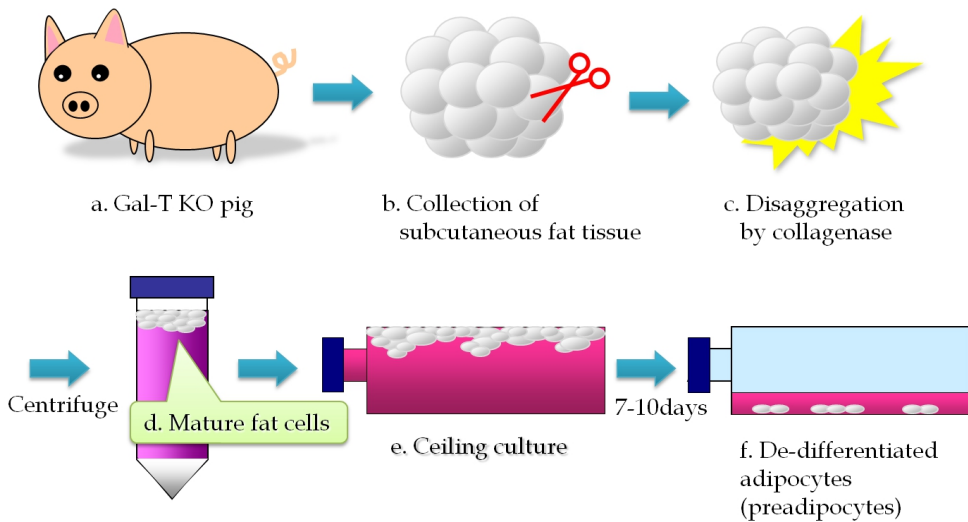 a. Gal-T KO pig
b. Collection of
subcutaneous fat tissue
c. Disaggregation
by collagenase
Centrifuge
d. Mature fat cells
e. Ceiling culture
7-10days
f. De-differentiated
adipocytes
(preadipocytes)